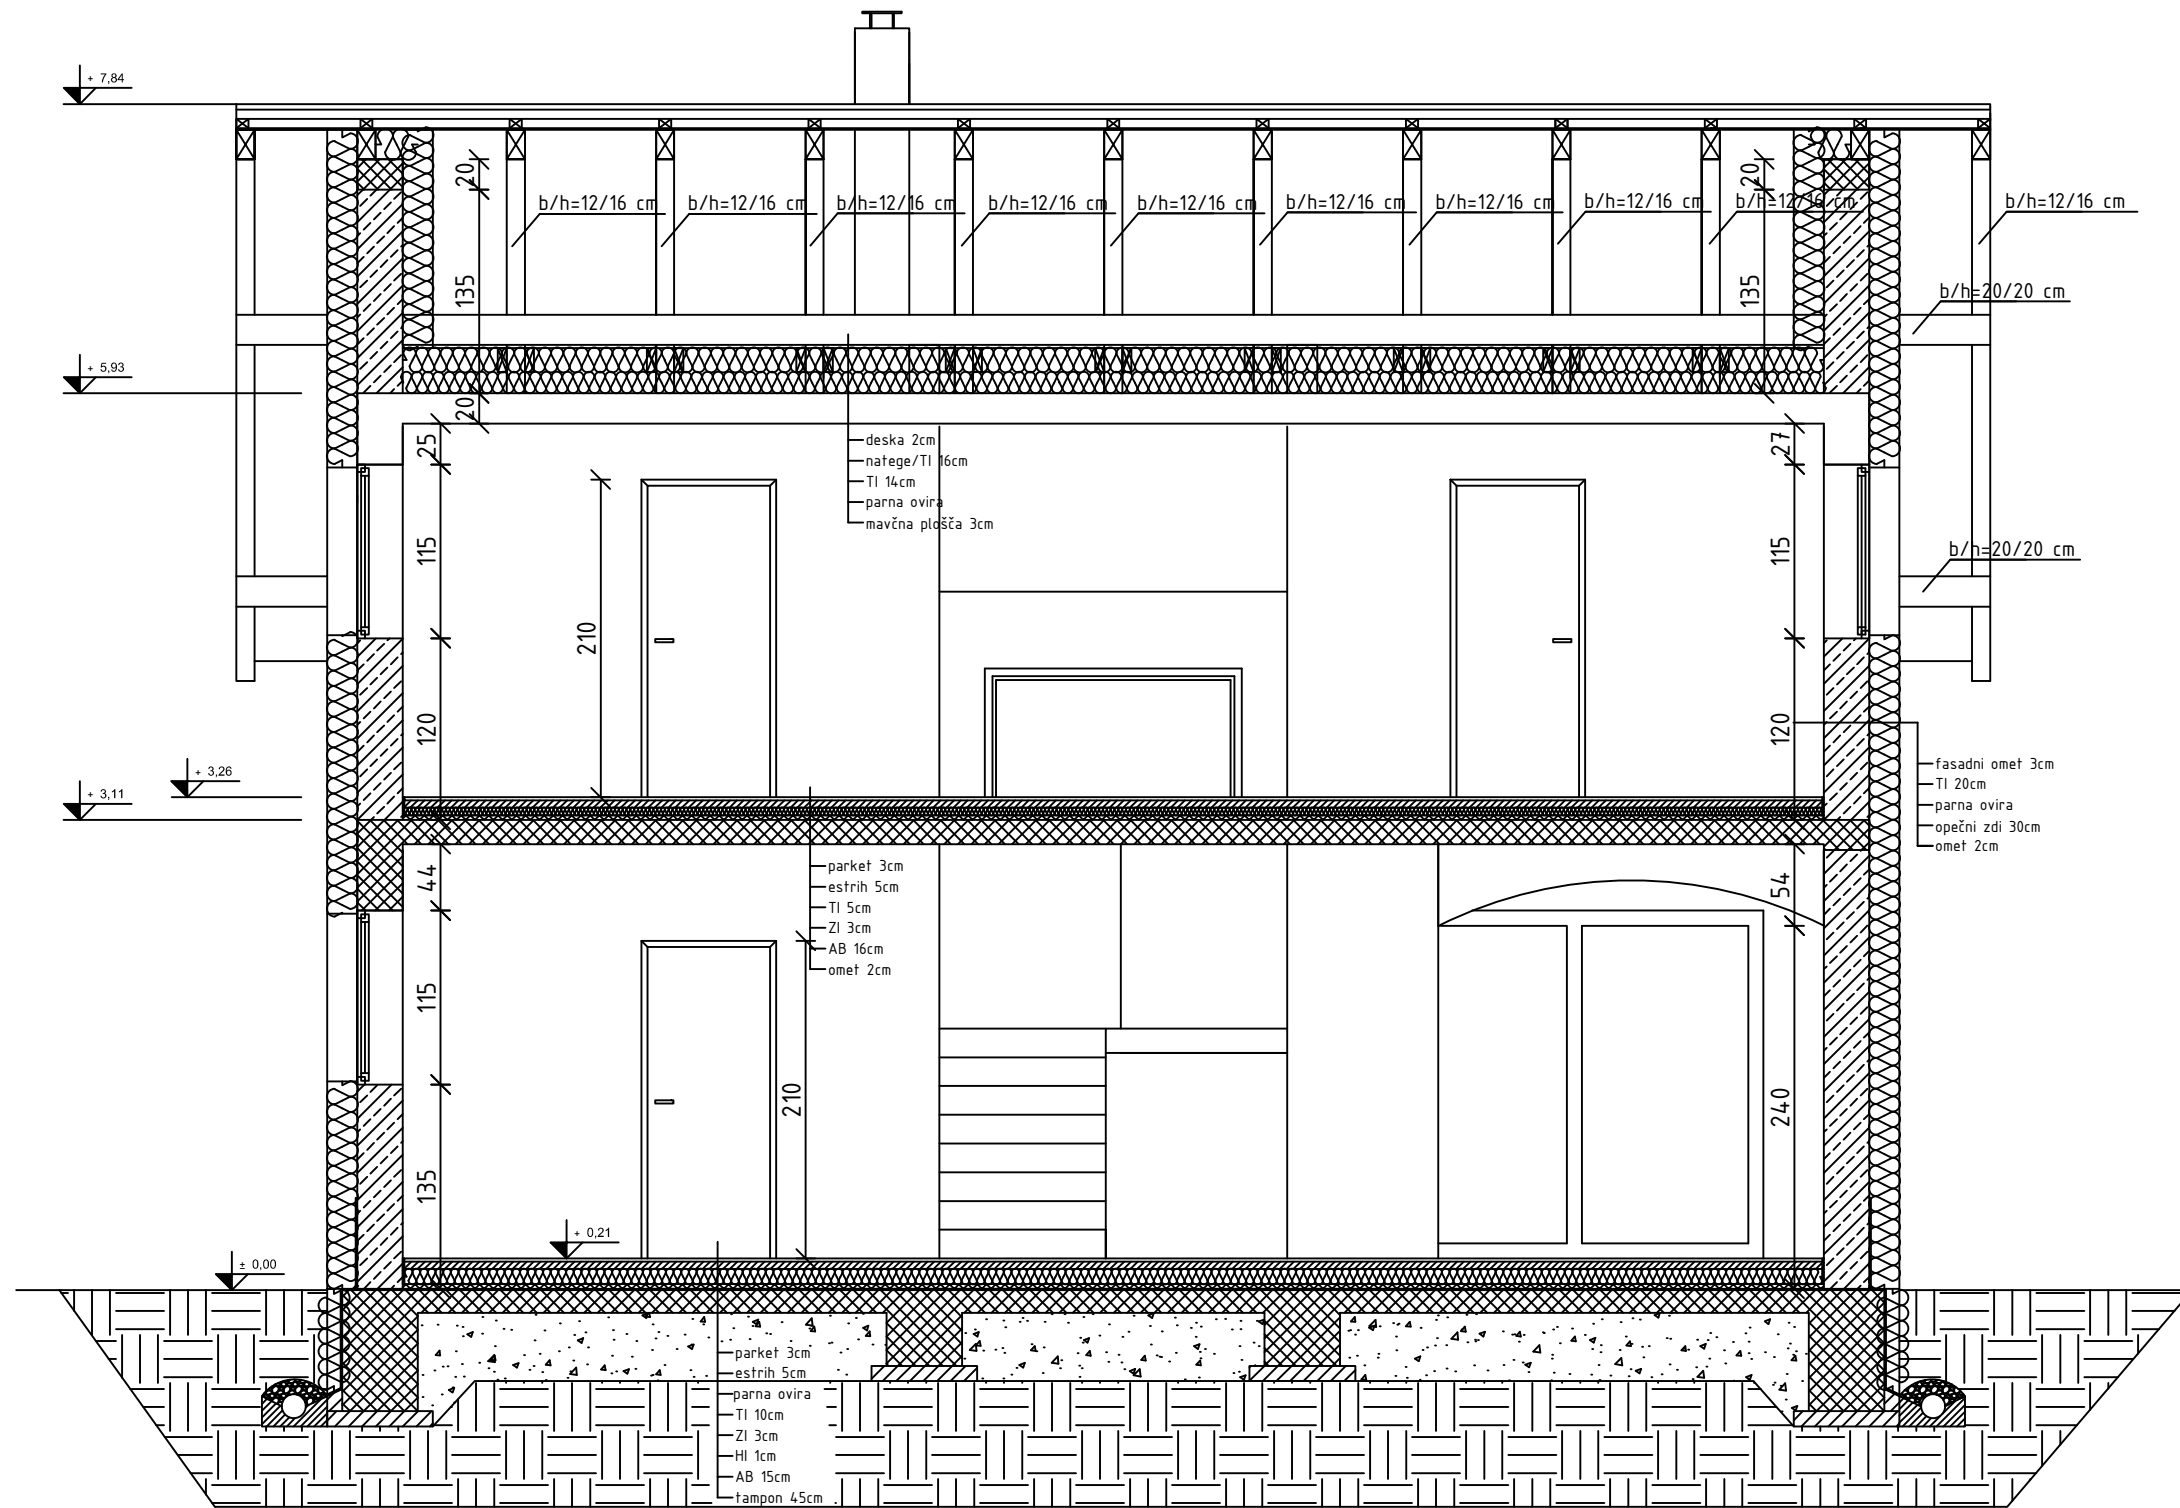 + 7,84
20
20
b/h=12/16 cm
b/h=12/16 cm
b/h=12/16 cm
b/h=12/16 cm
b/h=12/16 cm
b/h=12/16 cm
b/h=12/16 cm
b/h=12/16 cm
b/h=12/16 cm
b/h=12/16 cm
135
135
b/h=20/20 cm
+ 5,93
20
25
27
deska 2cm
natege/TI 16cm
TI 14cm
parna ovira
mavčna plošča 3cm
115
115
b/h=20/20 cm
210
120
120
fasadni omet 3cm
TI 20cm
parna ovira
opečni zdi 30cm
omet 2cm
+ 3,26
+ 3,11
44
54
parket 3cm
estrih 5cm
TI 5cm
ZI 3cm
AB 16cm
omet 2cm
115
210
240
135
+ 0,21
± 0,00
parket 3cm
estrih 5cm
parna ovira
TI 10cm
ZI 3cm
HI 1cm
AB 15cm
tampon 45cm